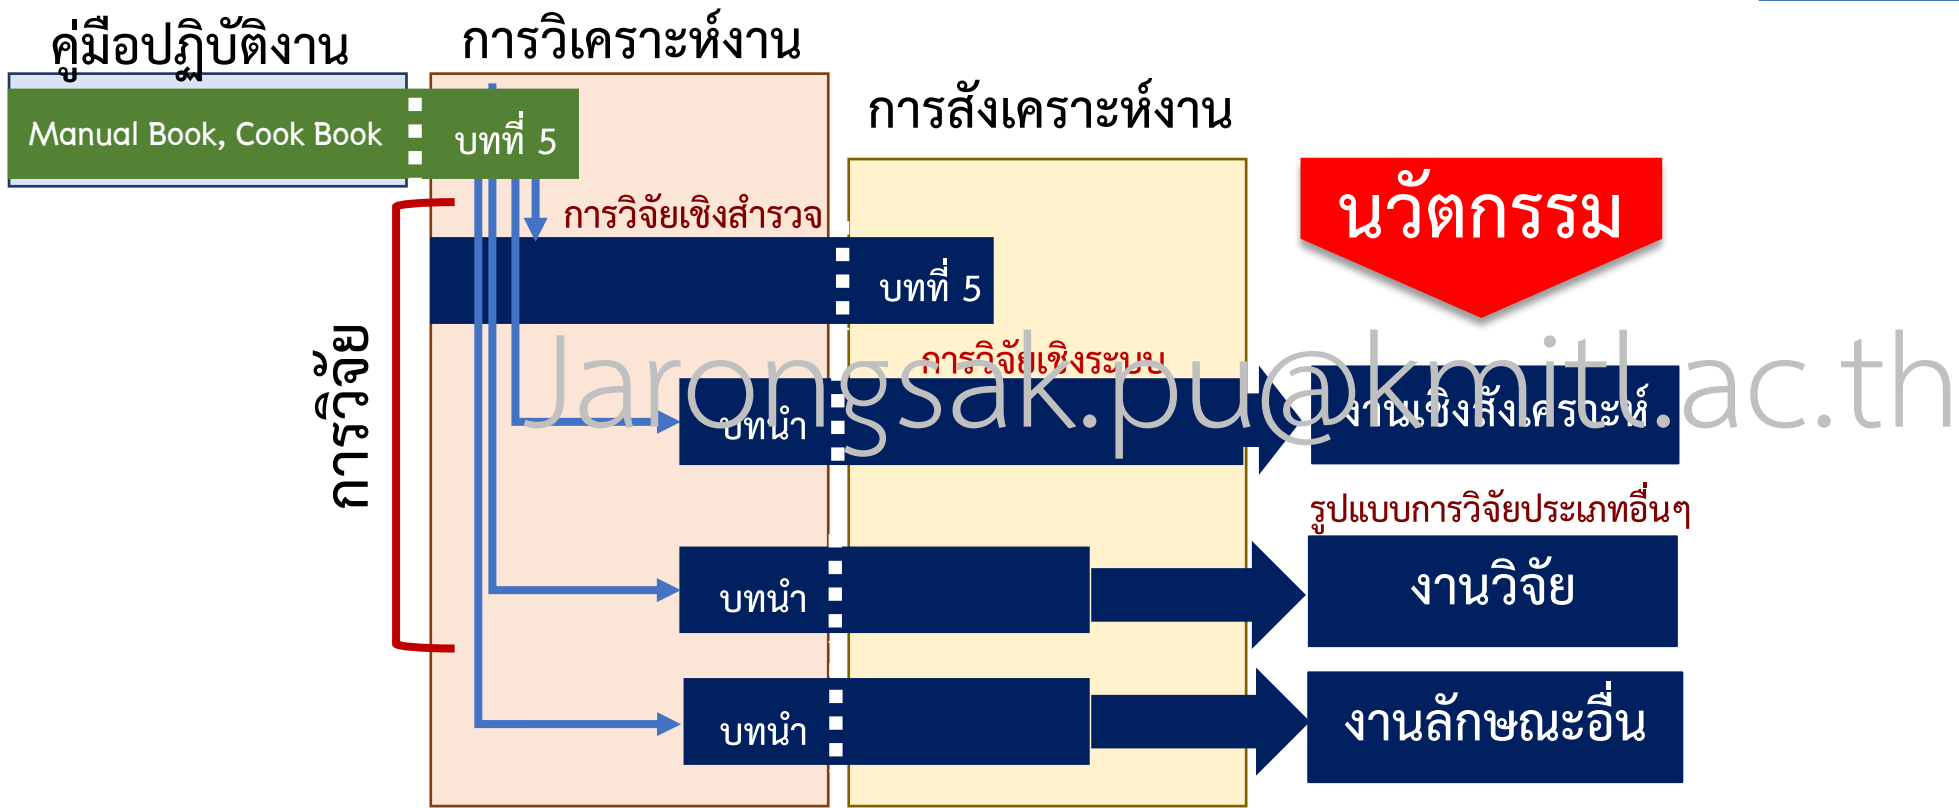 คู่มือปฏิบัติงาน
การวิเคราะห์งาน
การสังเคราะห์งาน
Manual Book, Cook Book
บทที่ 5
นวัตกรรม
การวิจัยเชิงสำรวจ
บทที่ 5
การวิจัย
การวิจัยเชิงระบบ
Jarongsak.pu@kmitl.ac.th
บทนำ
งานเชิงสังเคราะห์
รูปแบบการวิจัยประเภทอื่นๆ
บทนำ
งานวิจัย
บทนำ
งานลักษณะอื่น